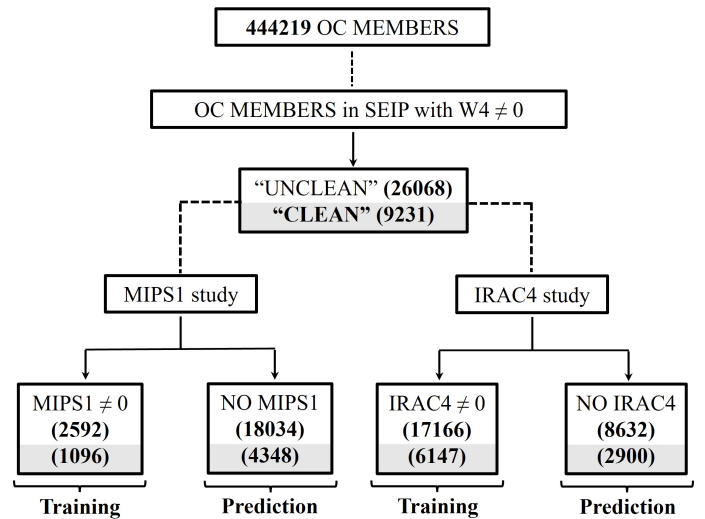 444219 OC MEMBERS
OC MEMBERS in SEIP with W4 ≠ 0
“UNCLEAN” (26068)
“CLEAN” (9231)
MIPS1 study
IRAC4 study
MIPS1 ≠ 0
(2592)
(1096)
NO MIPS1
(18034)
(4348)
IRAC4 ≠ 0
(17166)
(6147)
NO IRAC4
(8632)
(2900)
Training
Prediction
Training
Prediction